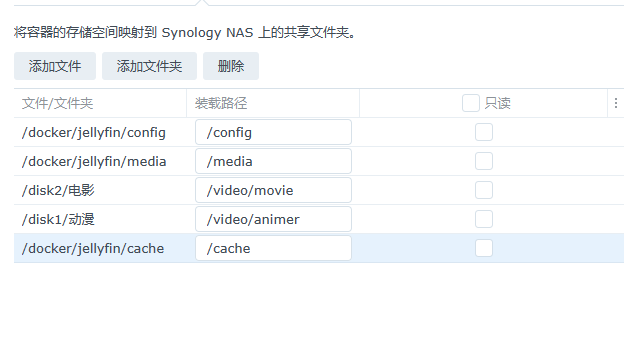 将容器的存储空间映射到 Synology NAS 上的共享文件夹。
添加文件 添加文件夹 删除
文件/文件夹 装载路径 只读
/docker/jellyfin/config /config
/docker/jellyfin/media /media
/disk2/电影 /video/movie
/disk1/动漫 /video/animer
/docker/jellyfin/cache /cache